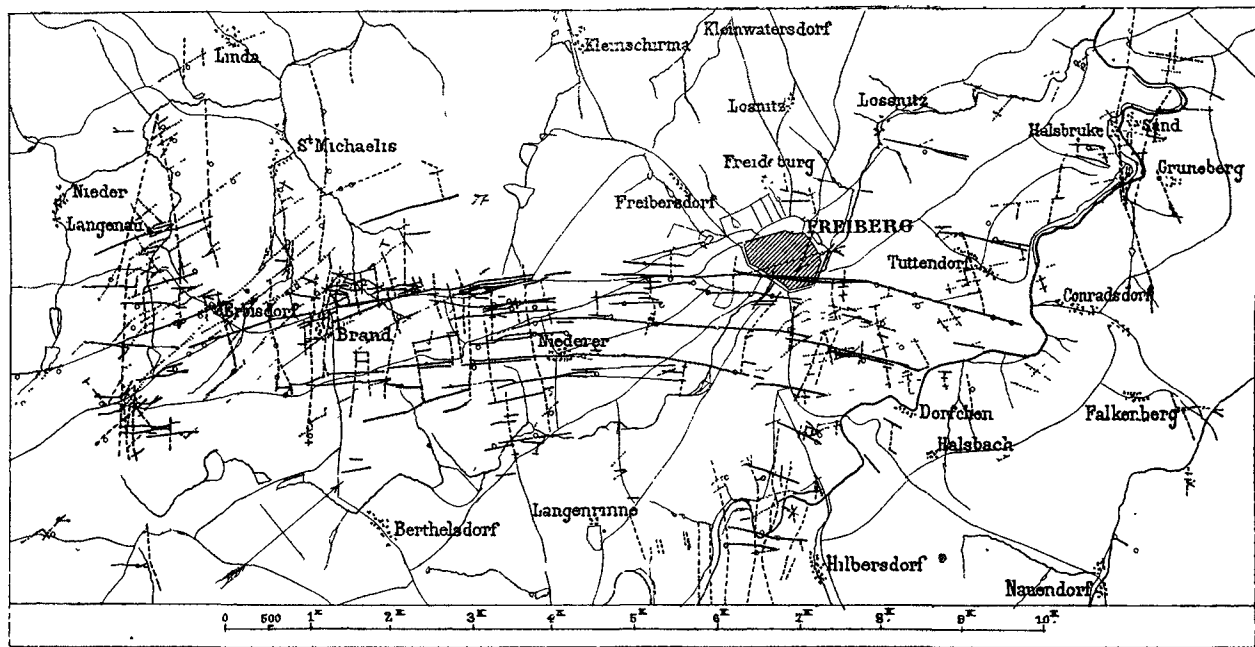 Linda
Kleinschirma
Kleinwatersdorf
Losnitz
Lossnitz
Halsbruke
Sand
St Michaelis
Freideburg
Gruneberg
Nieder
Langenau
Freibersdorf
FREIBERG
Tuttendorf
Erbisdorf
Conradsdorf
Brand
Niederer
Dorfchen
Falkenberg
Halsbach
Berthelsdorf
Langenrinne
Hilbersdorf
Nauendorf
0 500 1K 2K 3K 4K 5K 6K 7K 8K 9K 10K